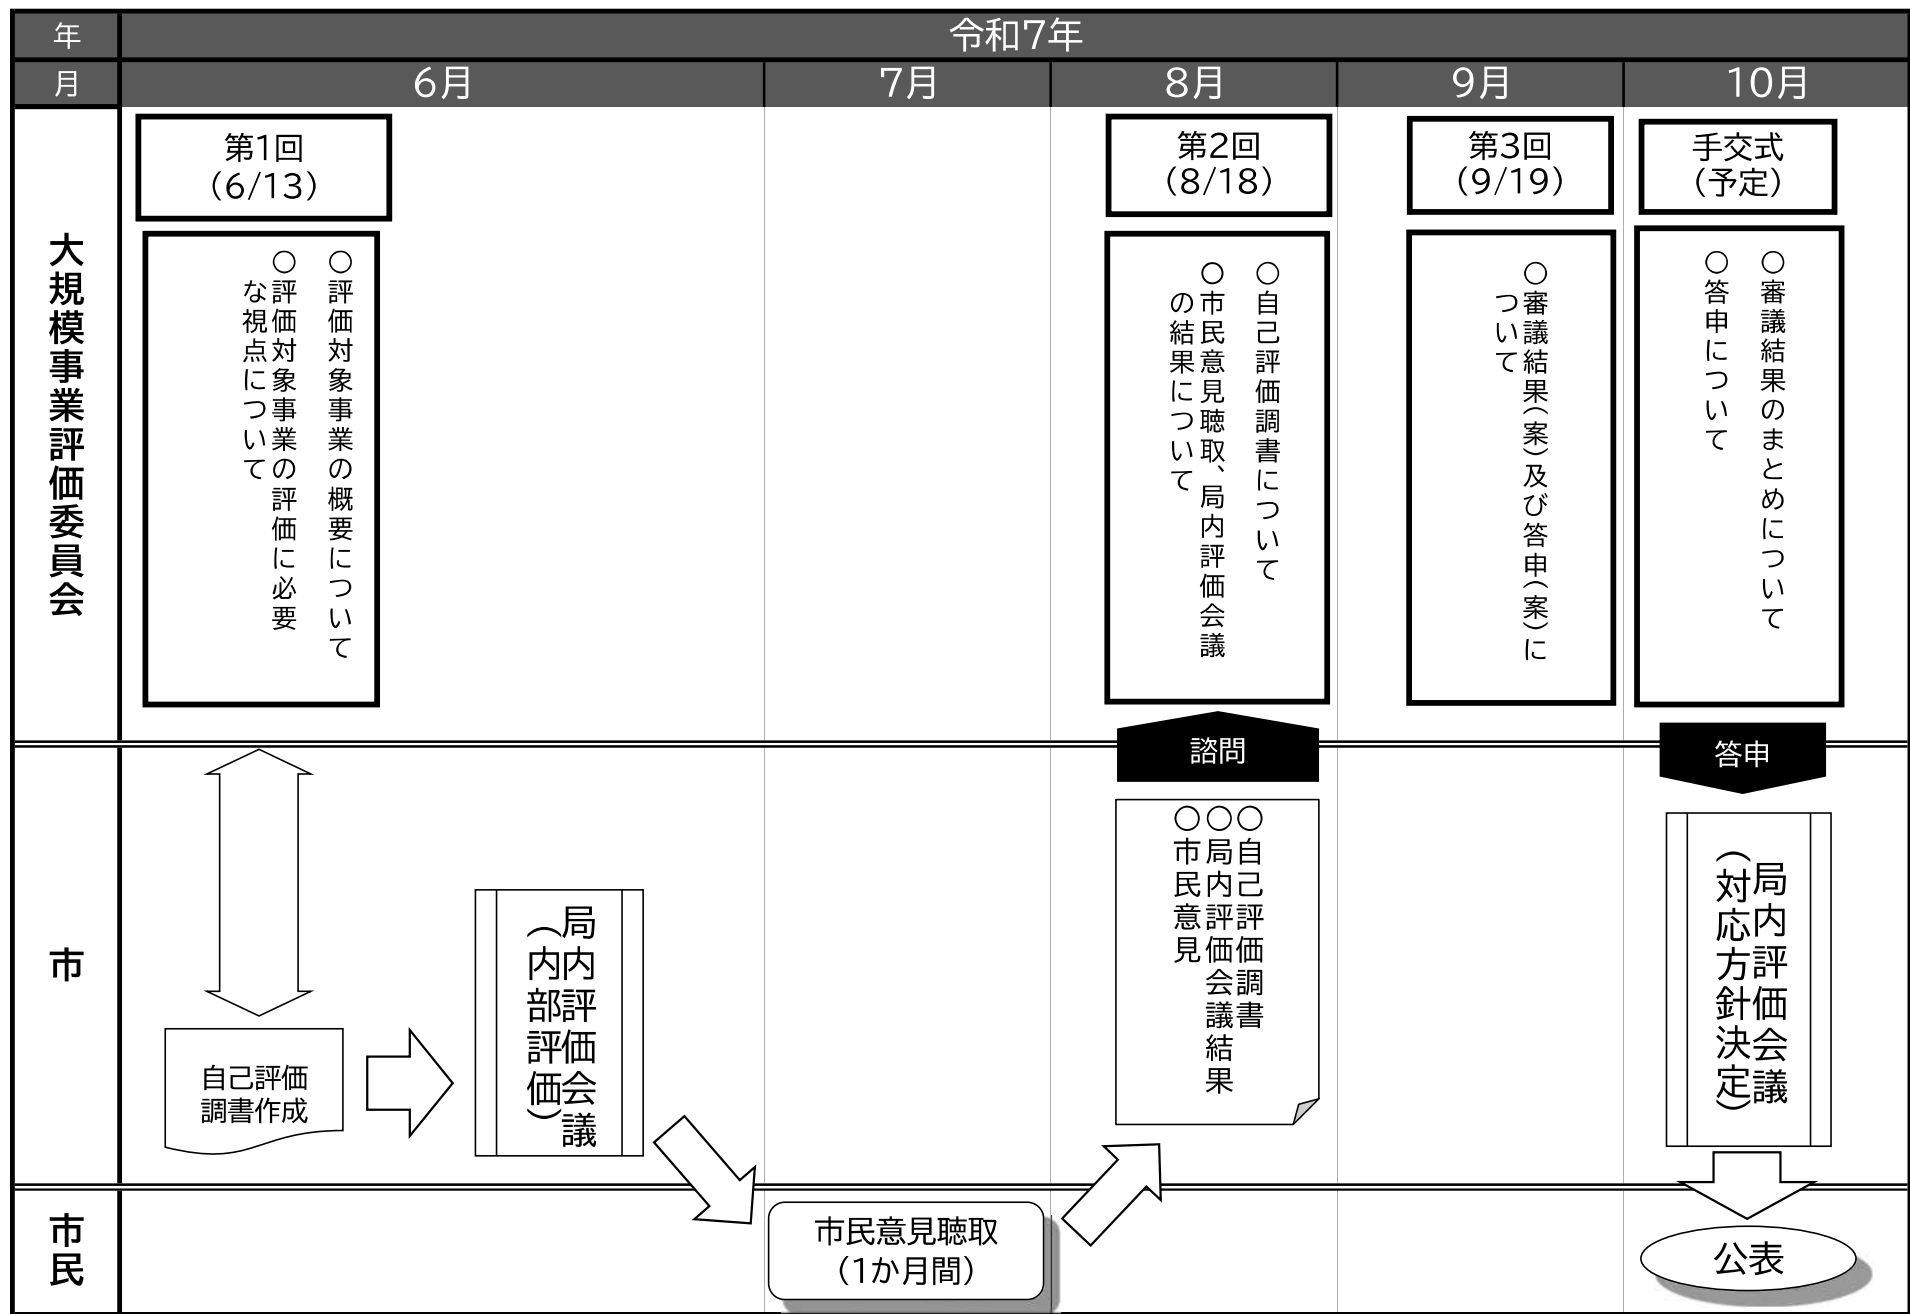 年
令和7年
月
6月
7月
8月
9月
10月
大規模事業評価委員会
第1回
（6/13）
○評価対象事業の概要について
○評価対象事業の評価に必要
な視点について
第2回
（8/18）
○自己評価調書について
○市民意見聴取、局内評価会議
の結果について
第3回
（9/19）
○審議結果（案）及び答申（案）に
ついて
手交式
（予定）
○審議結果のまとめについて
○答申について
諮問
答申
市
自己評価
調書作成
局内評価会議
（内部評価）
○自己評価調書
○局内評価会議結果
○市民意見
局内評価会議
（対応方針決定）
市民
市民意見聴取
（1か月間）
公表